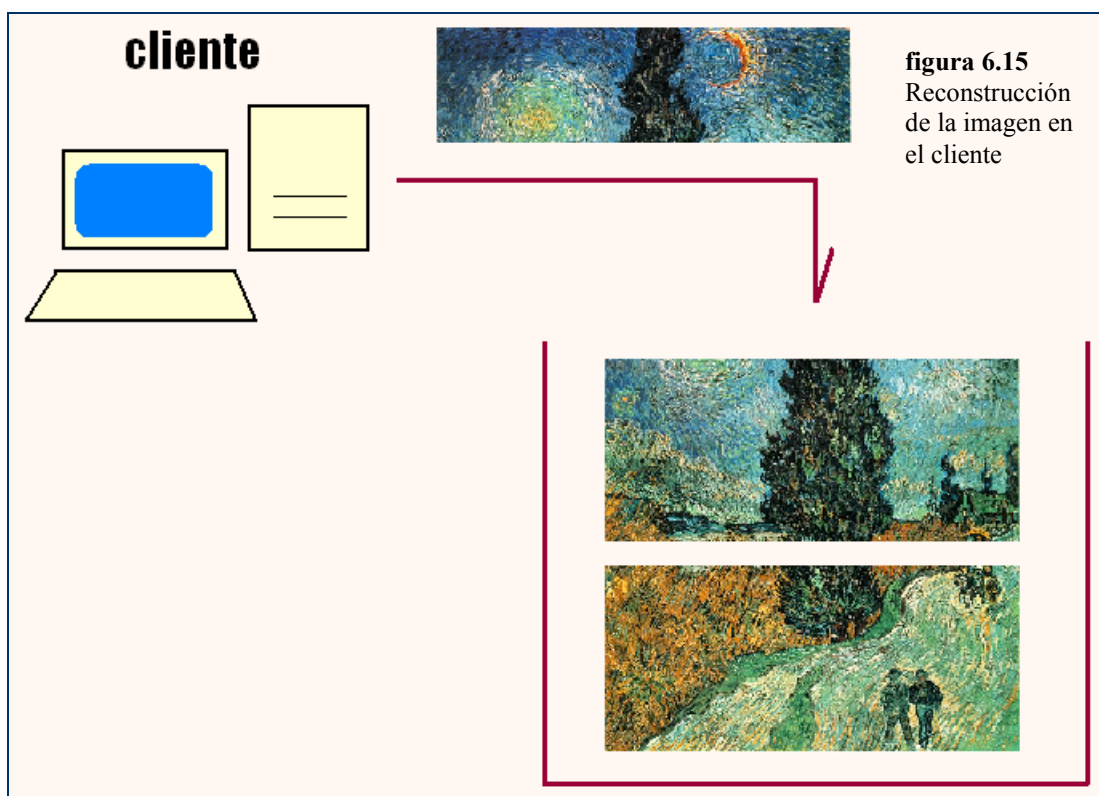 cliente
figura 6.15
Reconstrucción
de la imagen en
el cliente